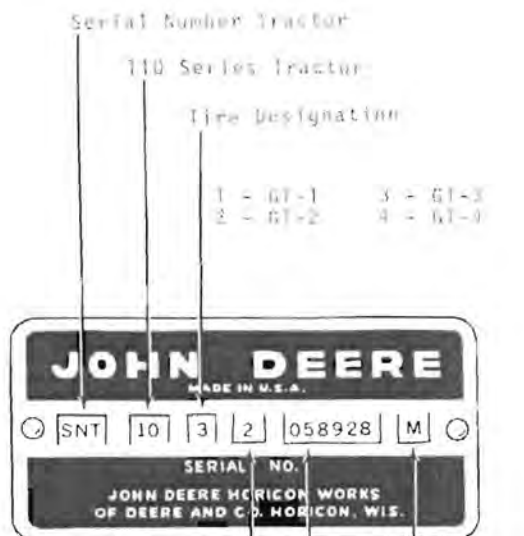 Serial Number Tractor
110 Series Tractor
Tire Designation
1 - GT-1 3 - GT-3
2 - GT-2 4 - GT-4
JOHN DEERE
MADE IN U.S.A.
SNT 10 3 2 058928 M
SERIAL NO.
JOHN DEERE HORICON WORKS
OF DEERE AND CO. HORICON, WIS.